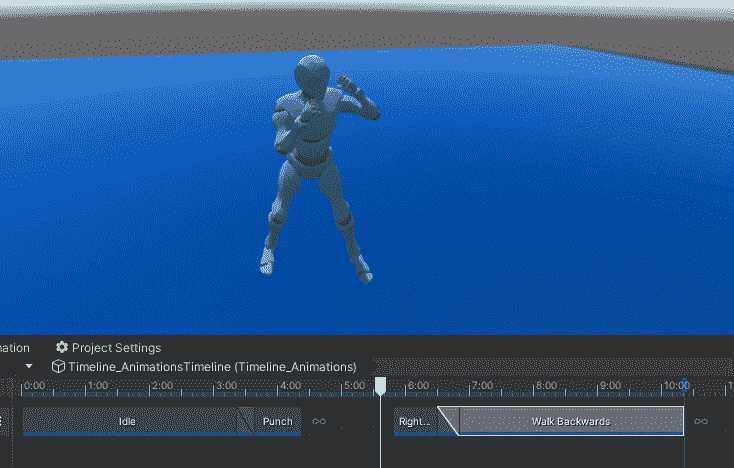 ation
Project Settings
Timeline_AnimationsTimeline (Timeline_Animations)
0:00 1:00 2:00 3:00 4:00 5:00 6:00 7:00 8:00 9:00 10:00
Idle Punch Right... Walk Backwards